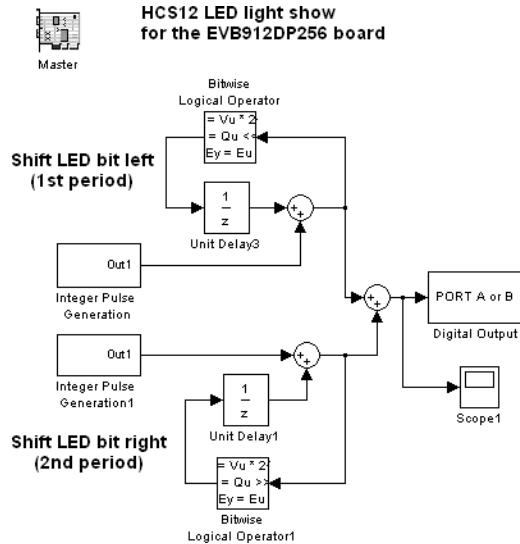 HCS12 LED light show
for the EVB912DP256 board
Master
Bitwise
Logical Operator
= Vu * 2^
= Qu <<
Ey = Eu
Shift LED bit left
(1st period)
1
z
Unit Delay3
+
+
Out1
Integer Pulse
Generation
+
+
PORT A or B
Digital Output
Out1
Integer Pulse
Generation1
+
+
1
z
Unit Delay1
Scope1
Shift LED bit right
(2nd period)
= Vu * 2^
= Qu >>
Ey = Eu
Bitwise
Logical Operator1